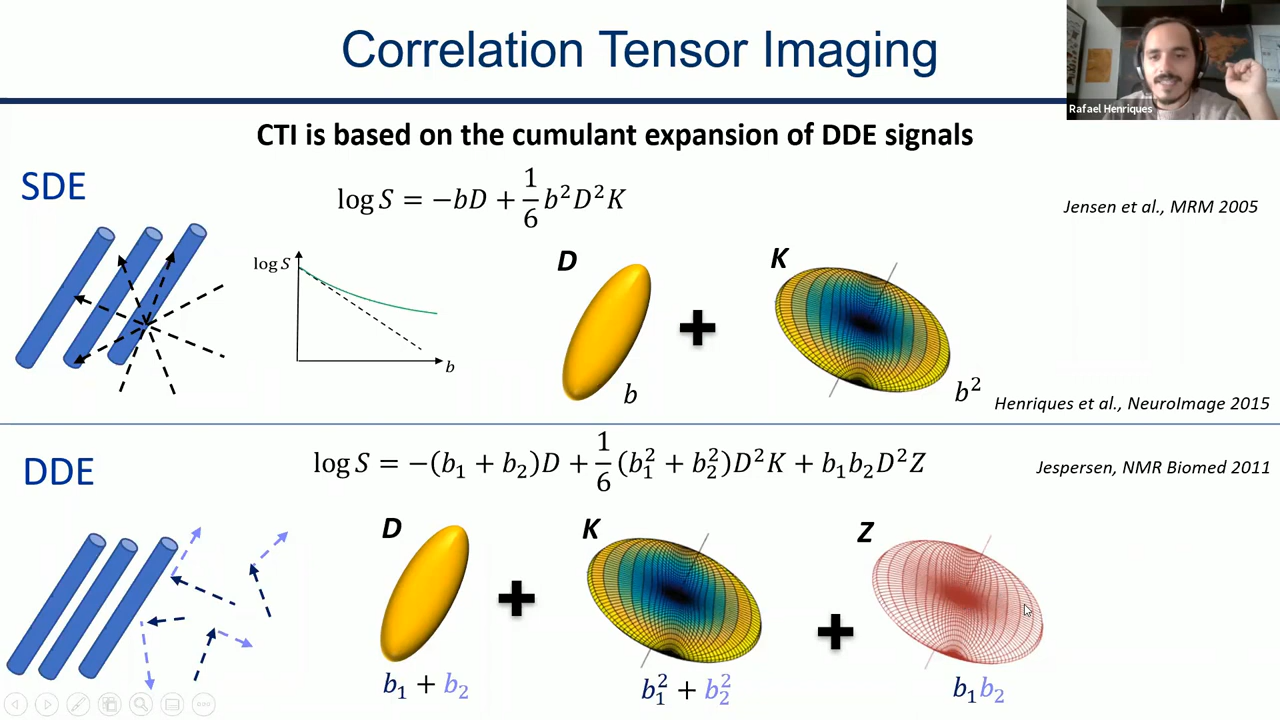 Correlation Tensor Imaging
Rafael Henriques
CTI is based on the cumulant expansion of DDE signals
SDE
log S = −bD + 1/6 b²D²K
Jensen et al., MRM 2005
log S
b
D
b
+
K
b²
Henriques et al., NeuroImage 2015
DDE
log S = −(b₁ + b₂)D + 1/6 (b₁² + b₂²)D²K + b₁b₂D²Z
Jespersen, NMR Biomed 2011
D
b₁ + b₂
+
K
b₁² + b₂²
+
Z
b₁b₂